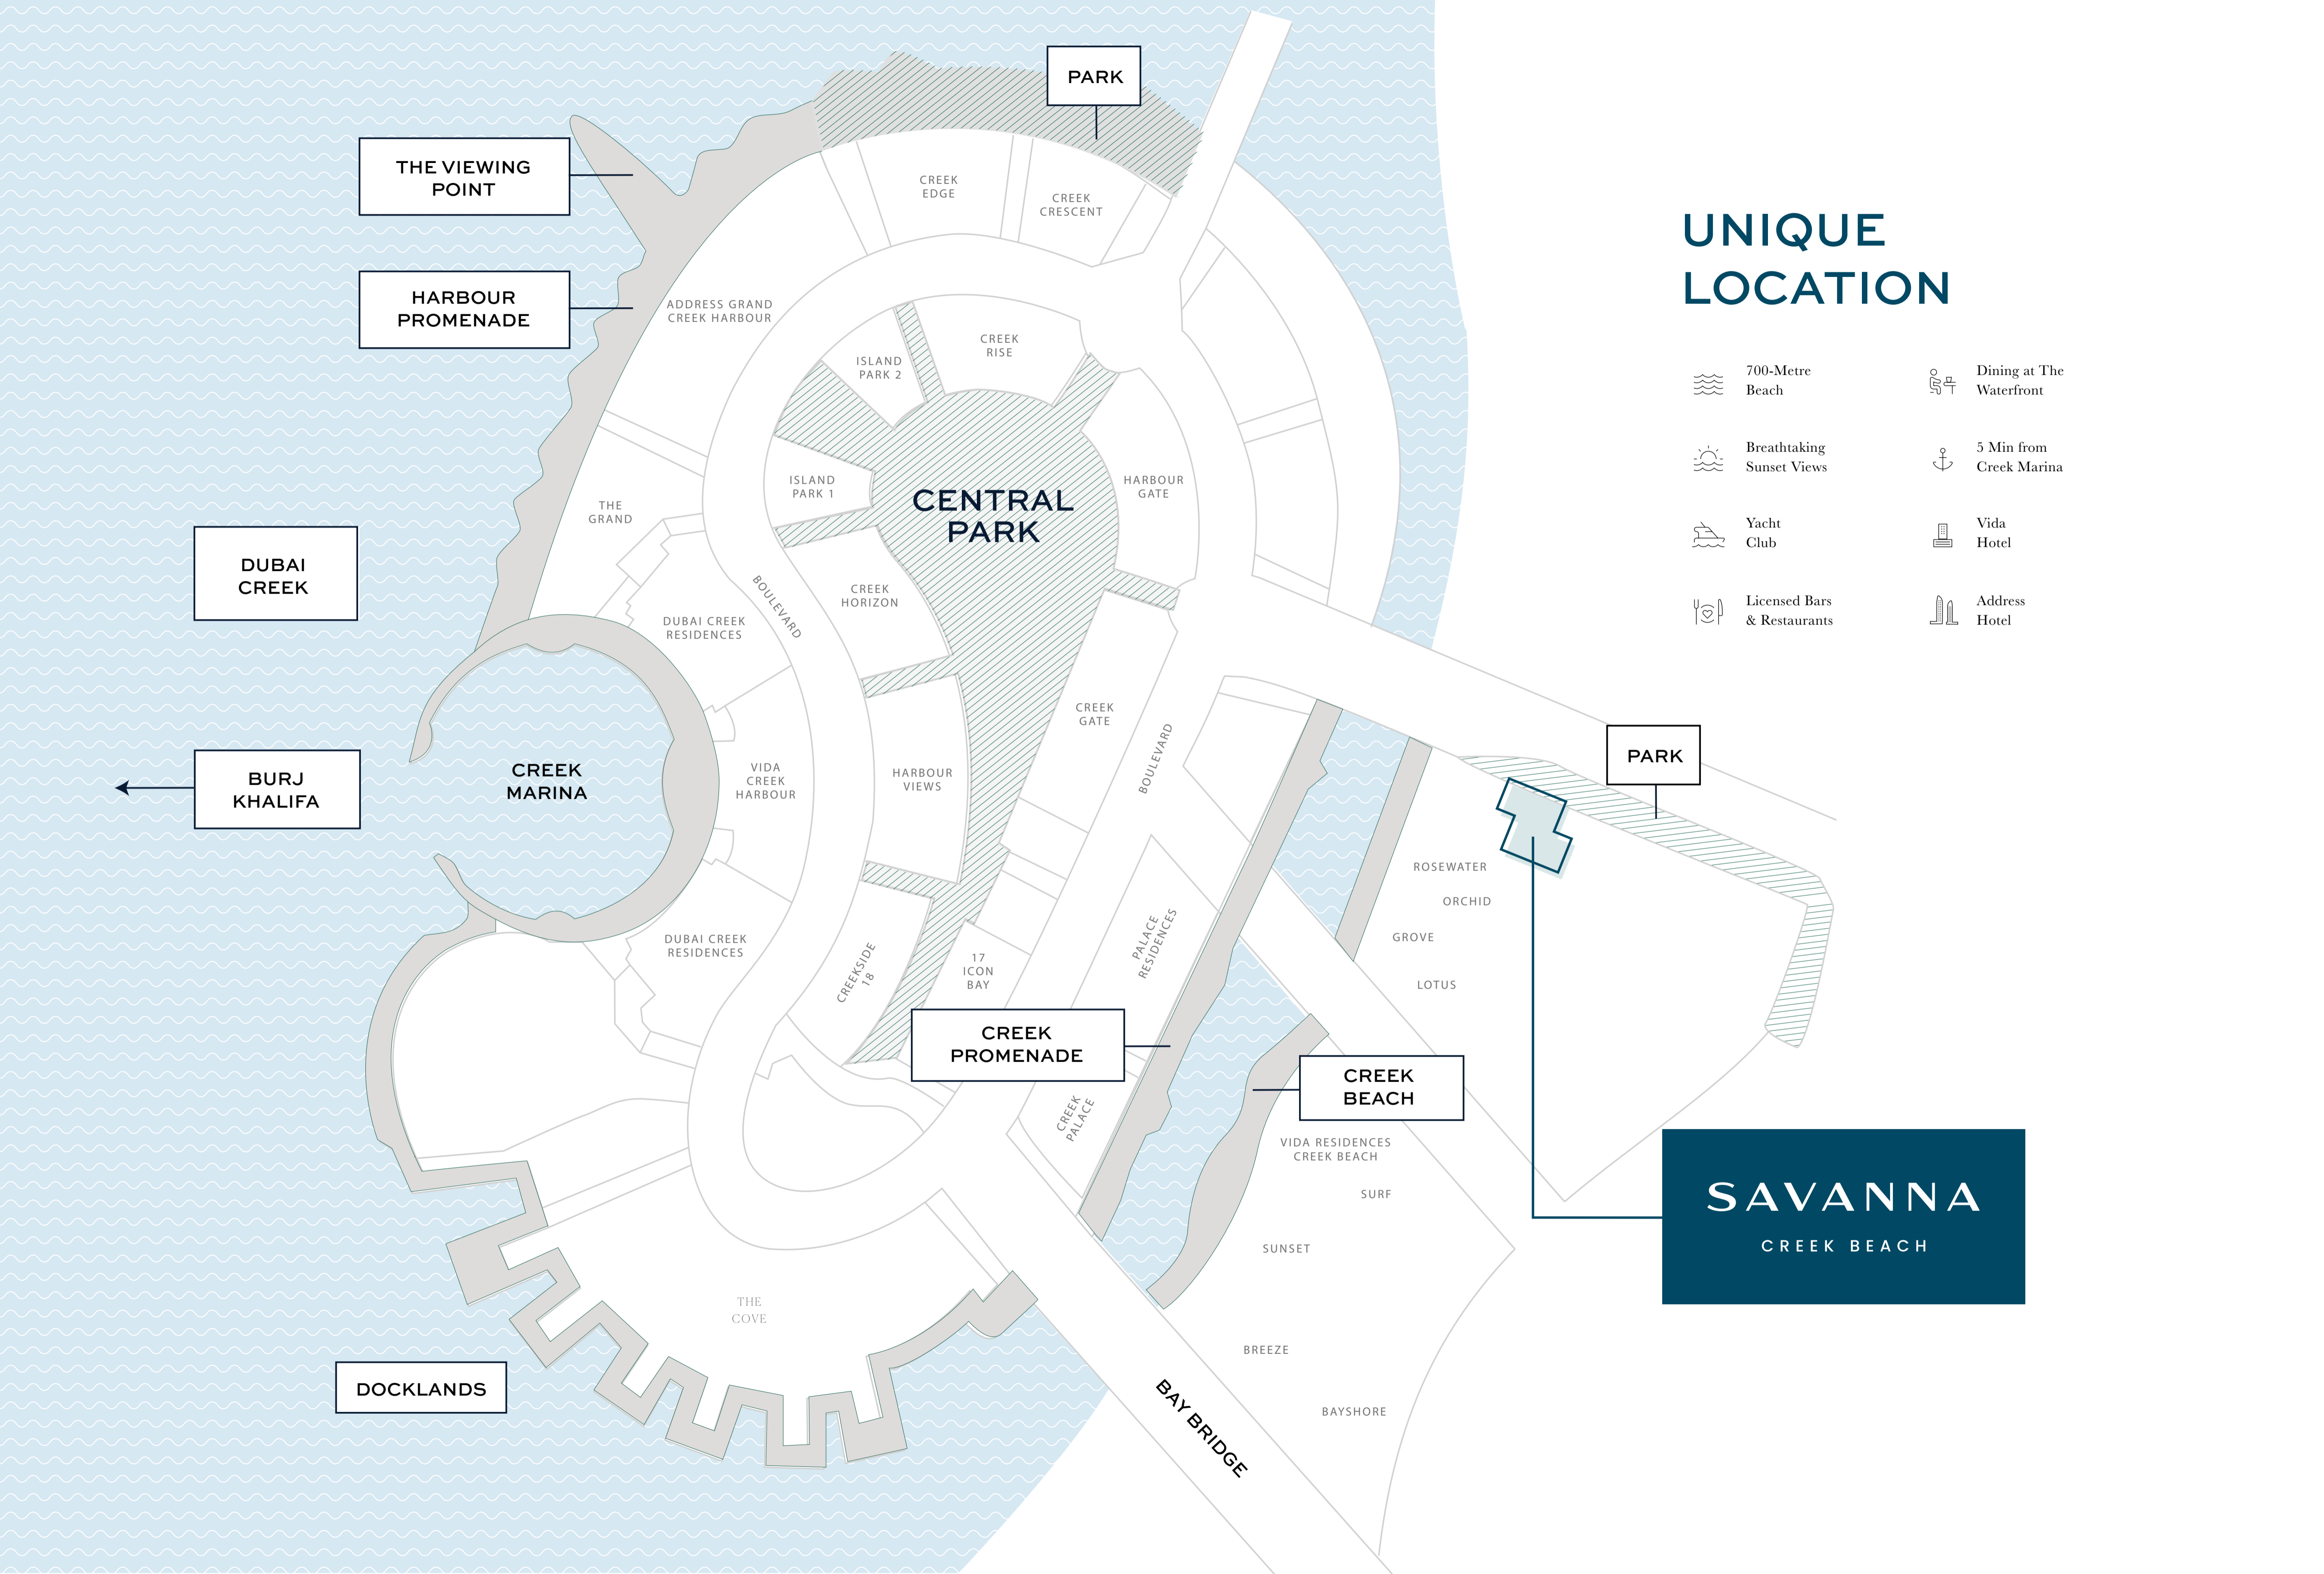 PARK
THE VIEWING
POINT
HARBOUR
PROMENADE
DUBAI
CREEK
BURJ
KHALIFA
CREEK
MARINA
DOCKLANDS
CREEK
EDGE
CREEK
CRESCENT
ADDRESS GRAND
CREEK HARBOUR
ISLAND
PARK 2
CREEK
RISE
ISLAND
PARK 1
THE
GRAND
CENTRAL
PARK
HARBOUR
GATE
BOULEVARD
CREEK
HORIZON
DUBAI CREEK
RESIDENCES
VIDA
CREEK
HARBOUR
HARBOUR
VIEWS
CREEK
GATE
BOULEVARD
DUBAI CREEK
RESIDENCES
CREEKSIDE
18
17
ICON
BAY
PALACE
RESIDENCES
CREEK
PROMENADE
CREEK
PALACE
CREEK
BEACH
THE
COVE
VIDA RESIDENCES
CREEK BEACH
SURF
SUNSET
BREEZE
BAYSHORE
BAY BRIDGE
ROSEWATER
ORCHID
GROVE
LOTUS
PARK
SAVANNA
CREEK BEACH
UNIQUE
LOCATION
700-Metre
Beach
Breathtaking
Sunset Views
Yacht
Club
Licensed Bars
& Restaurants
Dining at The
Waterfront
5 Min from
Creek Marina
Vida
Hotel
Address
Hotel